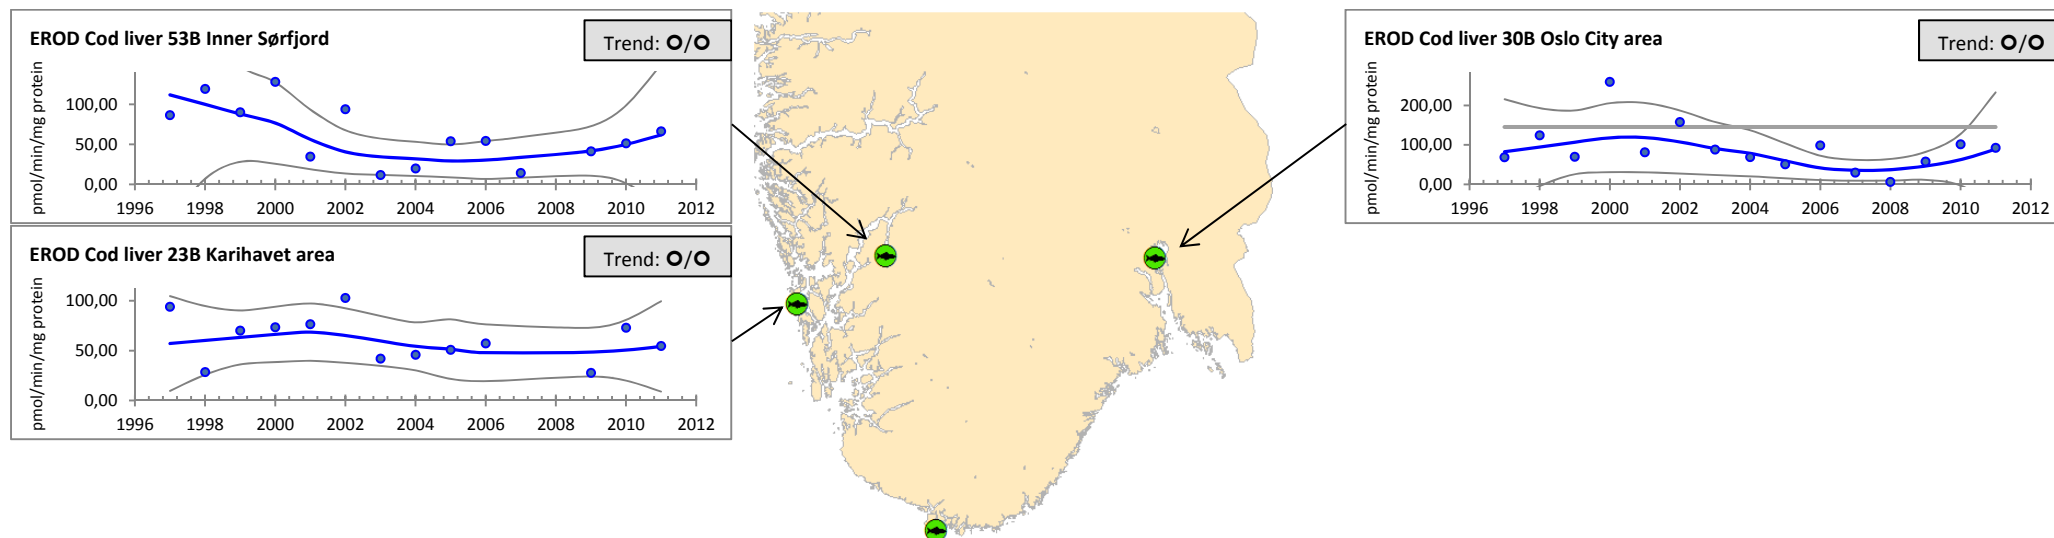 EROD Cod liver 53B Inner Sørfjord
Trend: O/O
pmol/min/mg protein
100,00
50,00
0,00
1996 1998 2000 2002 2004 2006 2008 2010 2012
EROD Cod liver 23B Karihavet area
Trend: O/O
pmol/min/mg protein
100,00
50,00
0,00
1996 1998 2000 2002 2004 2006 2008 2010 2012
EROD Cod liver 30B Oslo City area
Trend: O/O
pmol/min/mg protein
200,00
100,00
0,00
1996 1998 2000 2002 2004 2006 2008 2010 2012